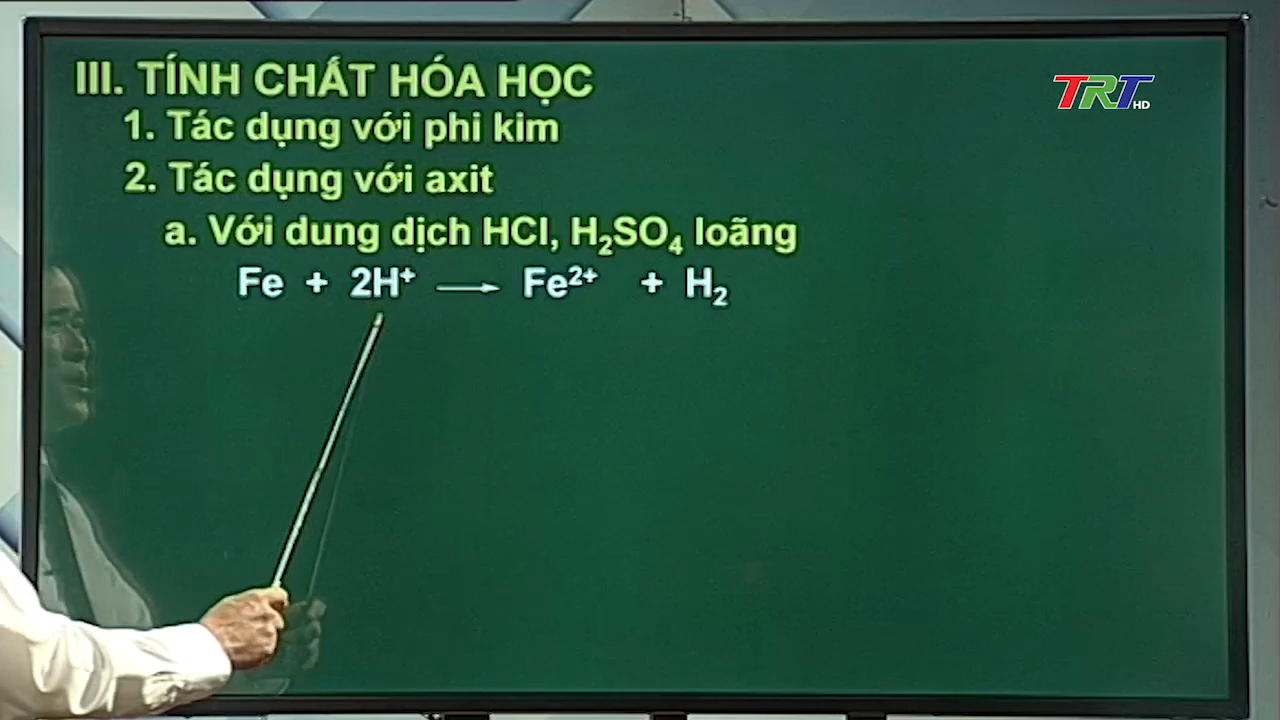 III. TÍNH CHẤT HÓA HỌC
TRT HD
1. Tác dụng với phi kim
2. Tác dụng với axit
a. Với dung dịch HCl, H₂SO₄ loãng
Fe + 2H⁺ ⟶ Fe²⁺ + H₂